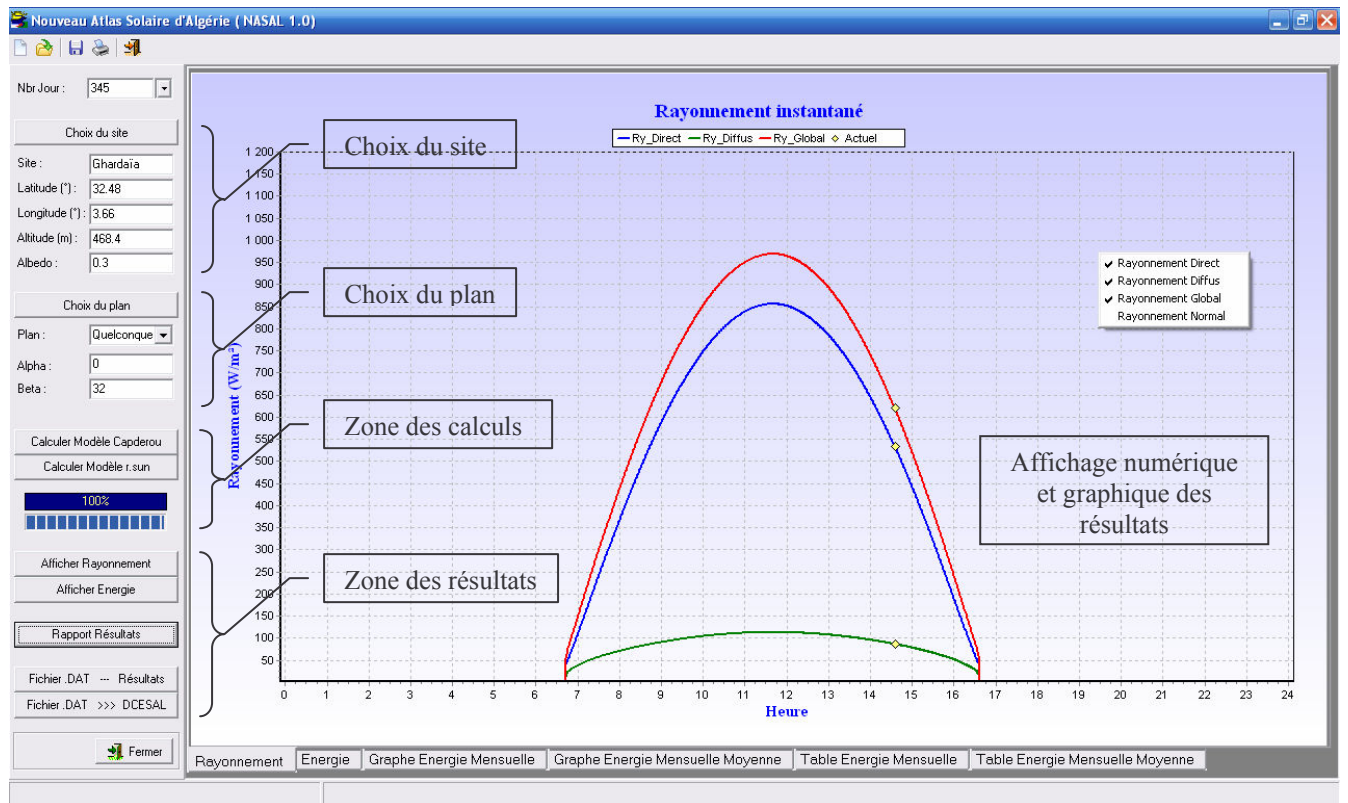 Nouveau Atlas Solaire d'Algérie ( NASAL 1.0)
Nbr Jour : 345
Choix du site
Site : Ghardaïa
Latitude (°) : 32.48
Longitude (°) : 3.66
Altitude (m) : 468.4
Albedo : 0.3
Choix du plan
Plan : Quelconque
Alpha : 0
Beta : 32
Calculer Modèle Capderou
Calculer Modèle r.sun
100%
Afficher Rayonnement
Afficher Energie
Rapport Résultats
Fichier .DAT --- Résultats
Fichier .DAT >>> DCESAL
Fermer
Rayonnement instantané
Ry_Direct Ry_Diffus Ry_Global Actuel
Choix du site
Choix du plan
Zone des calculs
Zone des résultats
Rayonnement Direct
Rayonnement Diffus
Rayonnement Global
Rayonnement Normal
Affichage numérique
et graphique des
résultats
Rayonnement (W/m²)
1 200
1 150
1 100
1 050
1 000
950
900
850
800
750
700
650
600
550
500
450
400
350
300
250
200
150
100
50
0 1 2 3 4 5 6 7 8 9 10 11 12 13 14 15 16 17 18 19 20 21 22 23 24
Heure
Rayonnement Energie Graphe Energie Mensuelle Graphe Energie Mensuelle Moyenne Table Energie Mensuelle Table Energie Mensuelle Moyenne